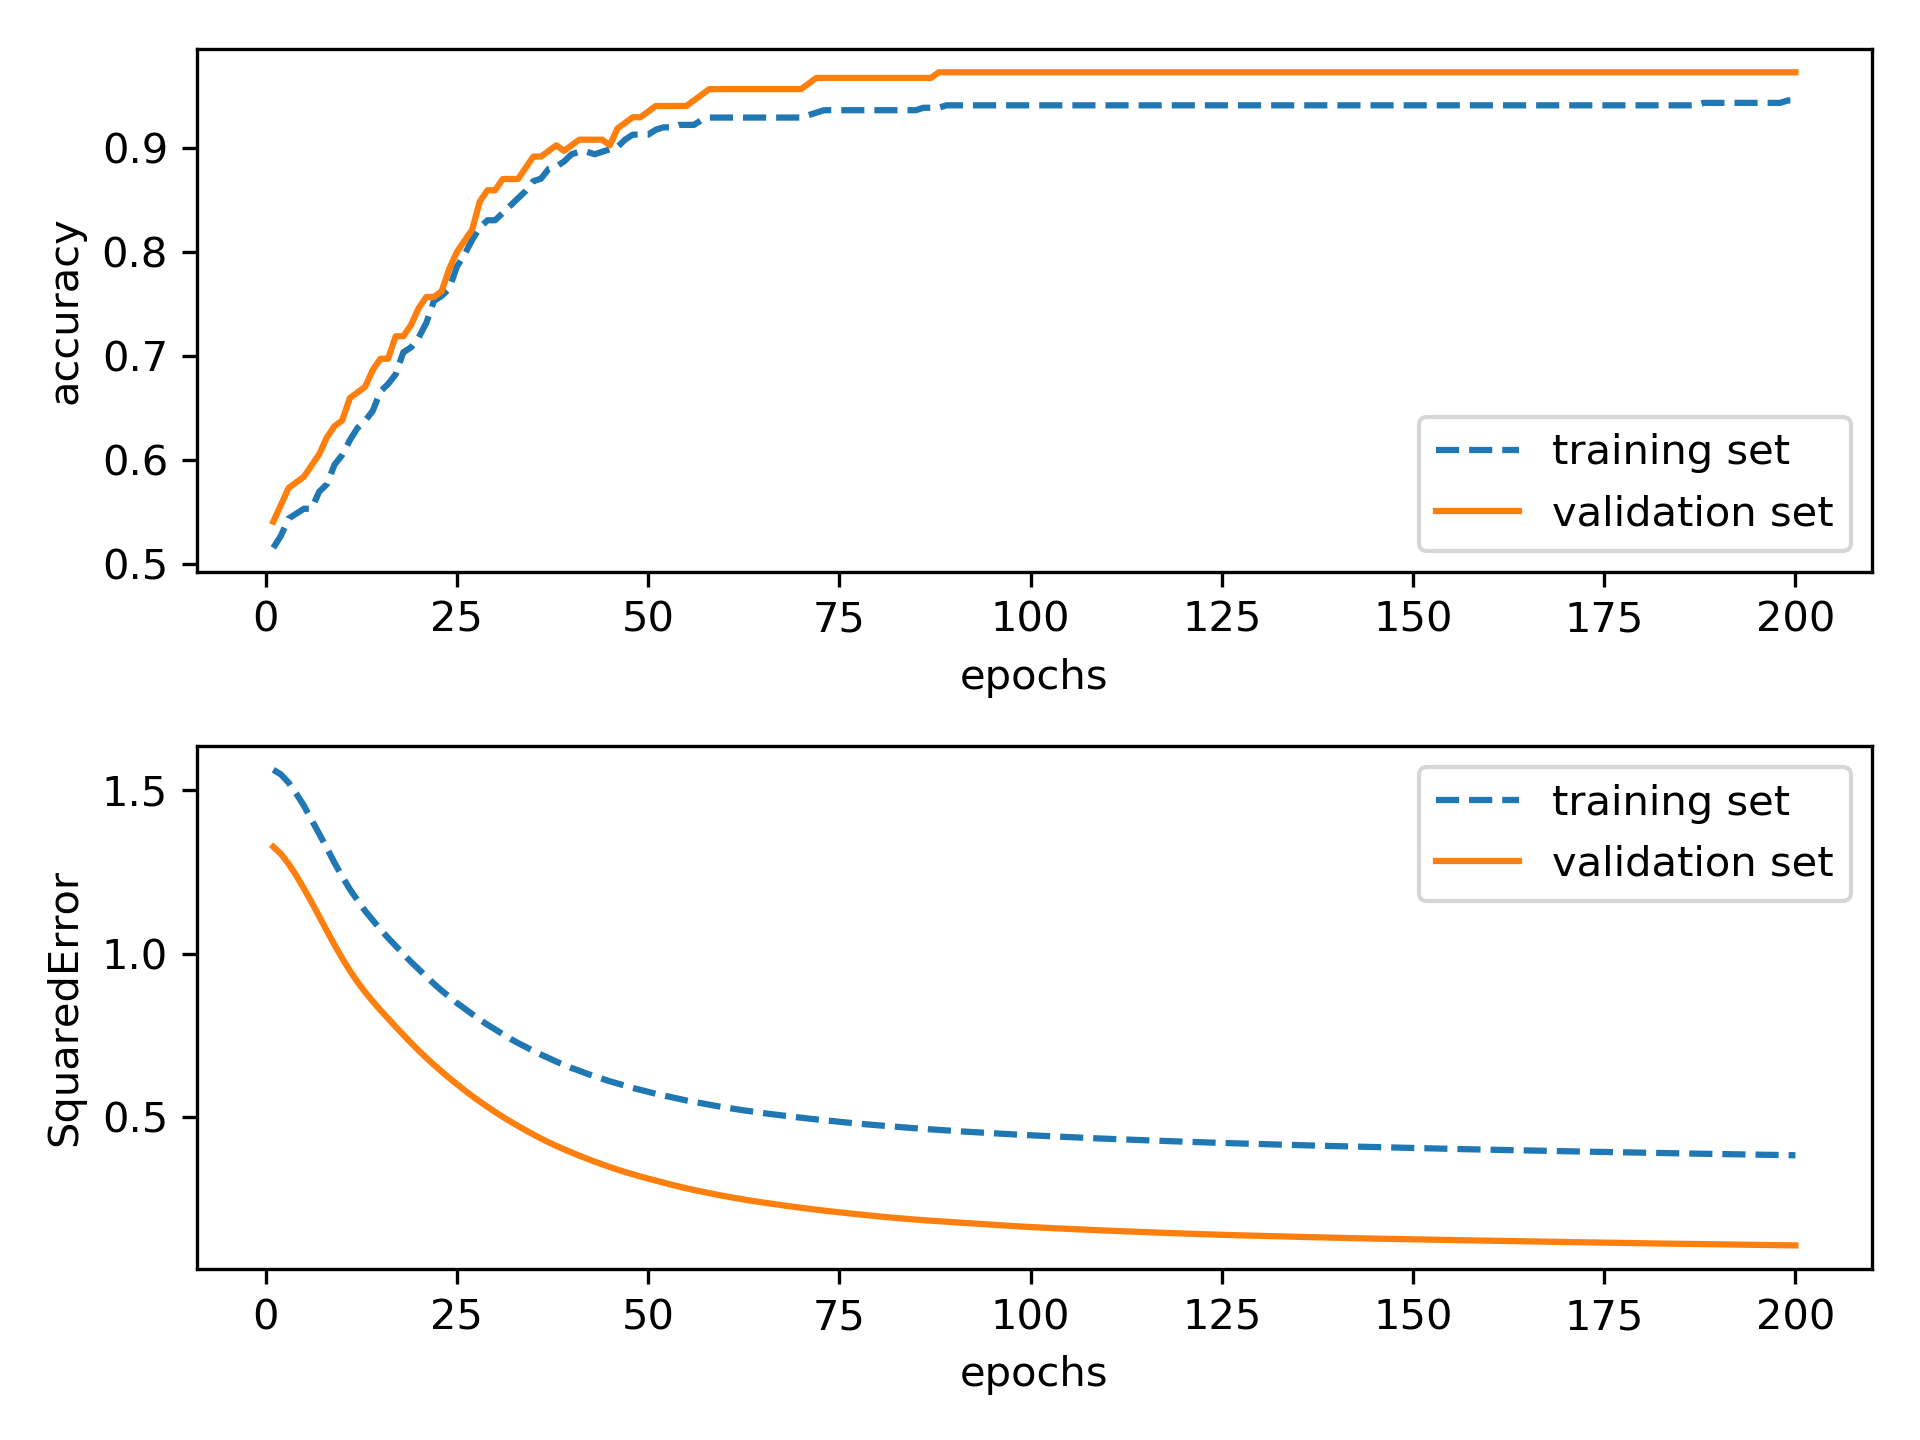 accuracy
0.9
0.8
0.7
0.6
0.5
training set
validation set
0 25 50 75 100 125 150 175 200
epochs
SquaredError
1.5
1.0
0.5
training set
validation set
0 25 50 75 100 125 150 175 200
epochs